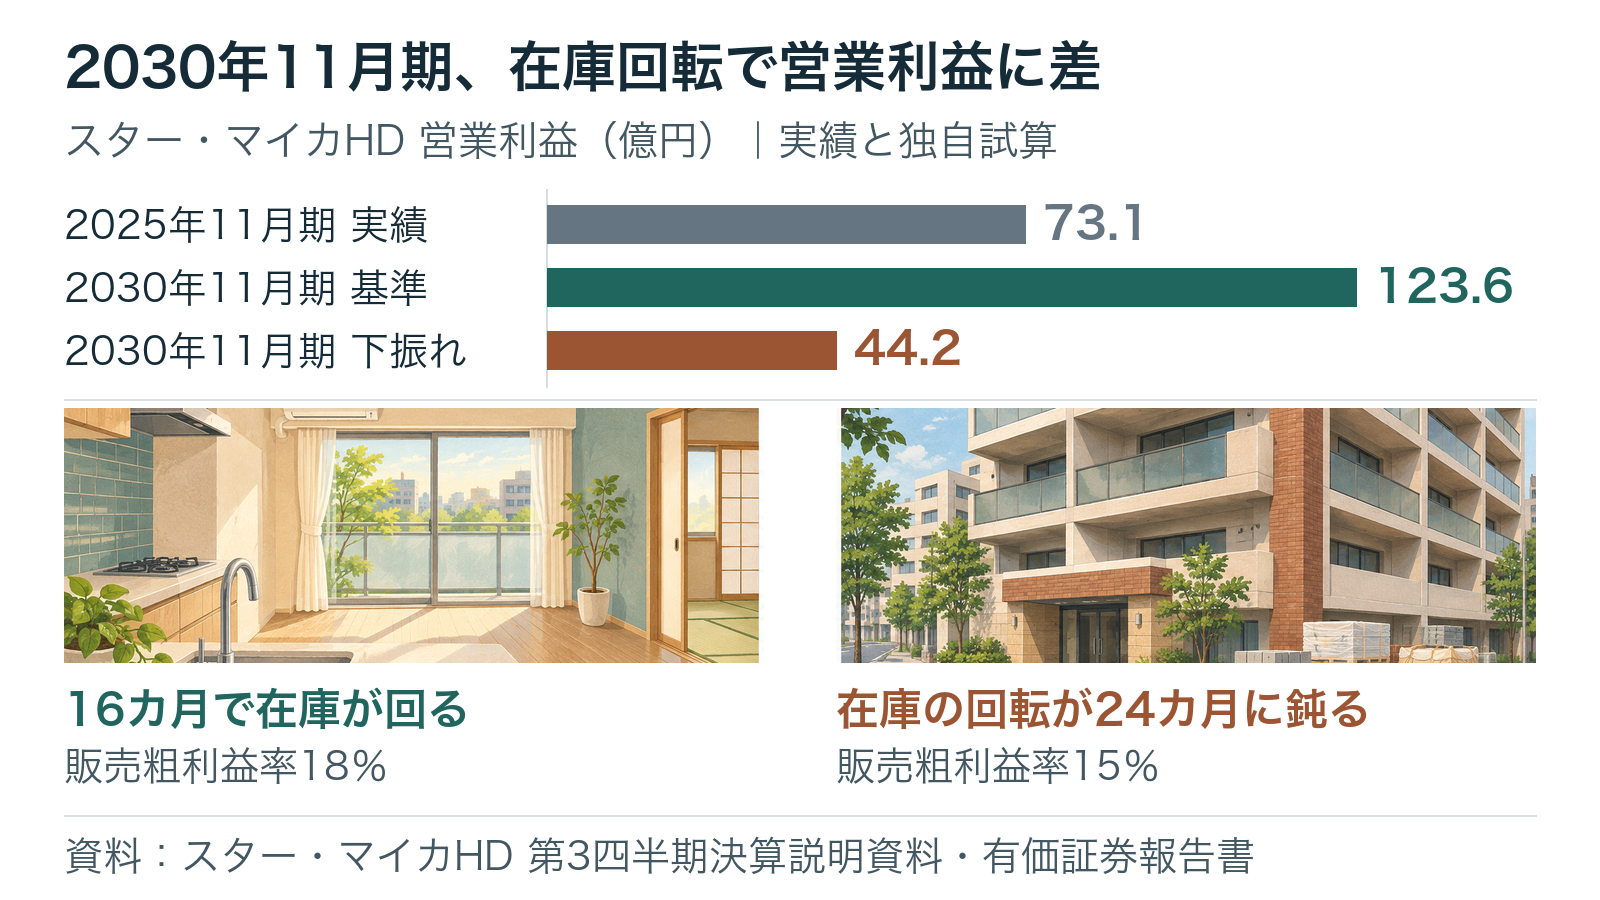 2030年11月期、在庫回転で営業利益に差
スター・マイカHD 営業利益（億円）｜実績と独自試算
2025年11月期 実績 73.1
2030年11月期 基準 123.6
2030年11月期 下振れ 44.2
16カ月で在庫が回る
販売粗利益率18%
在庫の回転が24カ月に鈍る
販売粗利益率15%
資料：スター・マイカHD 第3四半期決算説明資料・有価証券報告書